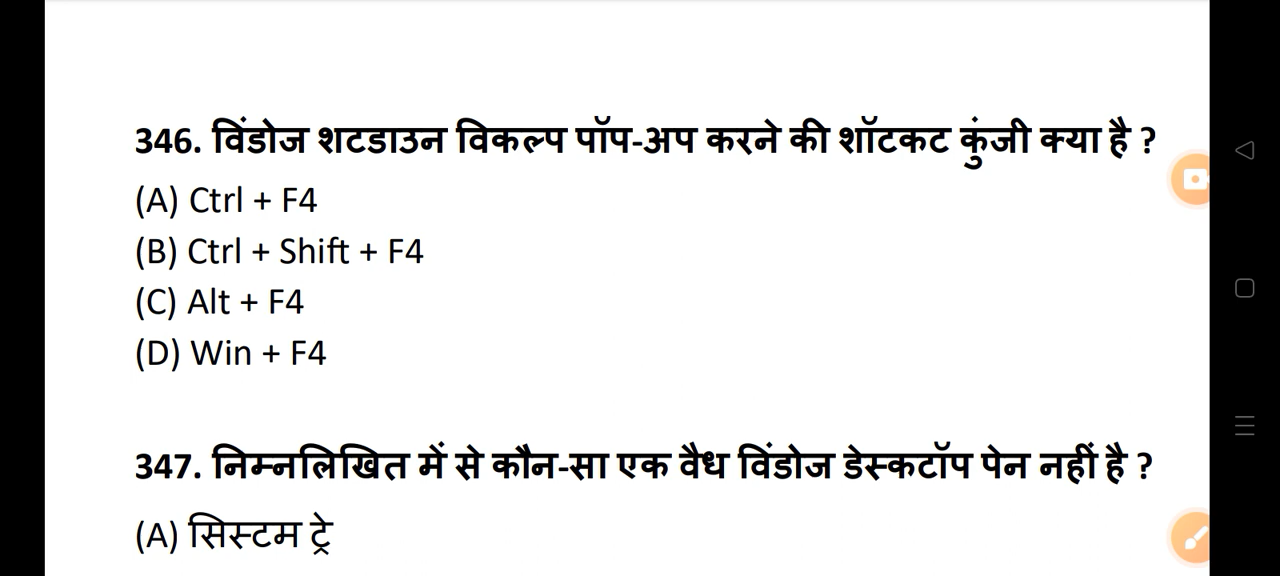 346. विंडोज शटडाउन विकल्प पॉप-अप करने की शॉटकट कुंजी क्या है ?
(A) Ctrl + F4
(B) Ctrl + Shift + F4
(C) Alt + F4
(D) Win + F4
347. निम्नलिखित में से कौन-सा एक वैध विंडोज डेस्कटॉप पेन नहीं है ?
(A) सिस्टम ट्रे